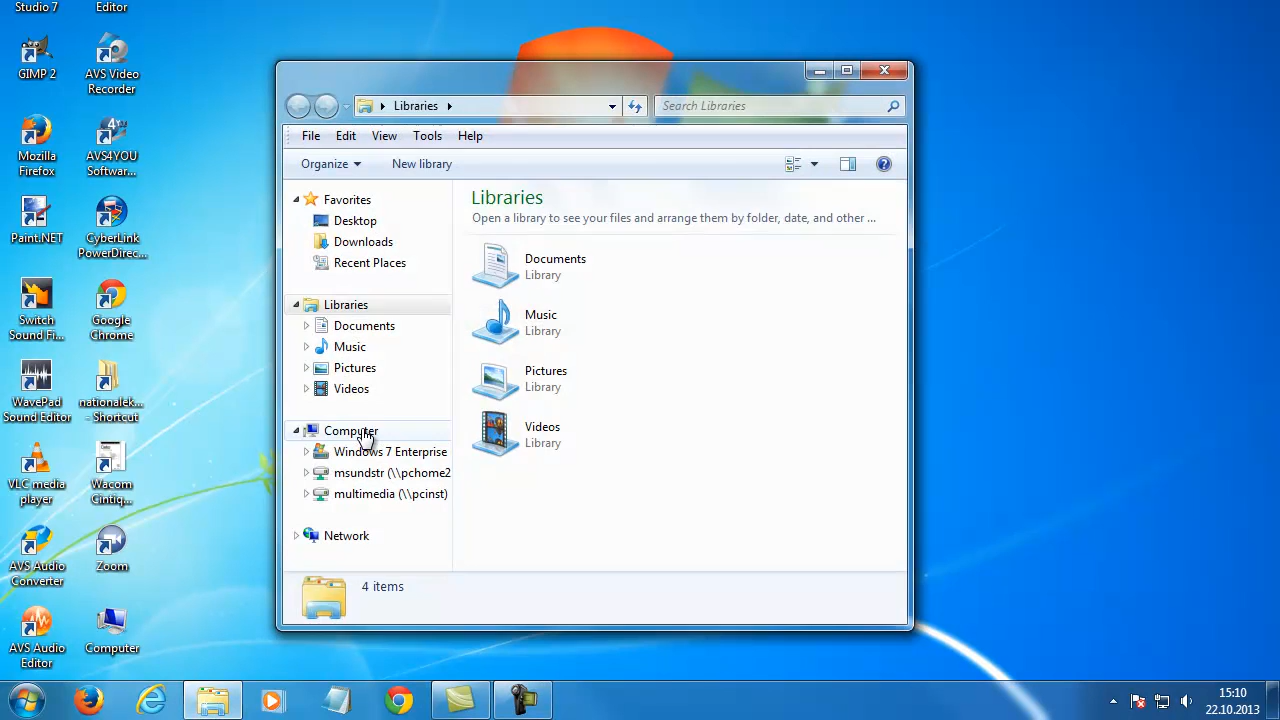 Studio 7
Editor
GIMP 2
AVS Video
Recorder
Mozilla
Firefox
AVS4YOU
Softwar...
Paint.NET
CyberLink
PowerDirec...
Switch
Sound Fi...
Google
Chrome
WavePad
Sound Editor
nationalek...
- Shortcut
VLC media
player
Wacom
Cintiq...
AVS Audio
Converter
Zoom
AVS Audio
Editor
Computer
Libraries
Search Libraries
File Edit View Tools Help
Organize New library
Favorites
Desktop
Downloads
Recent Places
Libraries
Documents
Music
Pictures
Videos
Computer
Windows 7 Enterprise
msundstr (\\pchome2
multimedia (\\pcinst)
Network
Libraries
Open a library to see your files and arrange them by folder, date, and other ...
Documents
Library
Music
Library
Pictures
Library
Videos
Library
4 items
15:10
22.10.2013